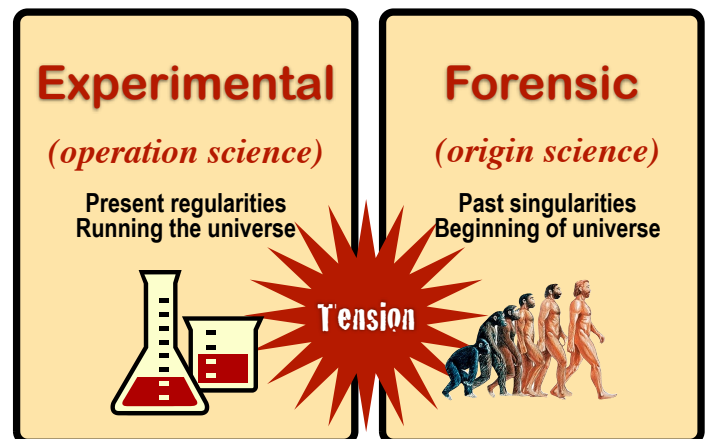 Experimental
(operation science)
Present regularities
Running the universe
Forensic
(origin science)
Past singularities
Beginning of universe
Tension